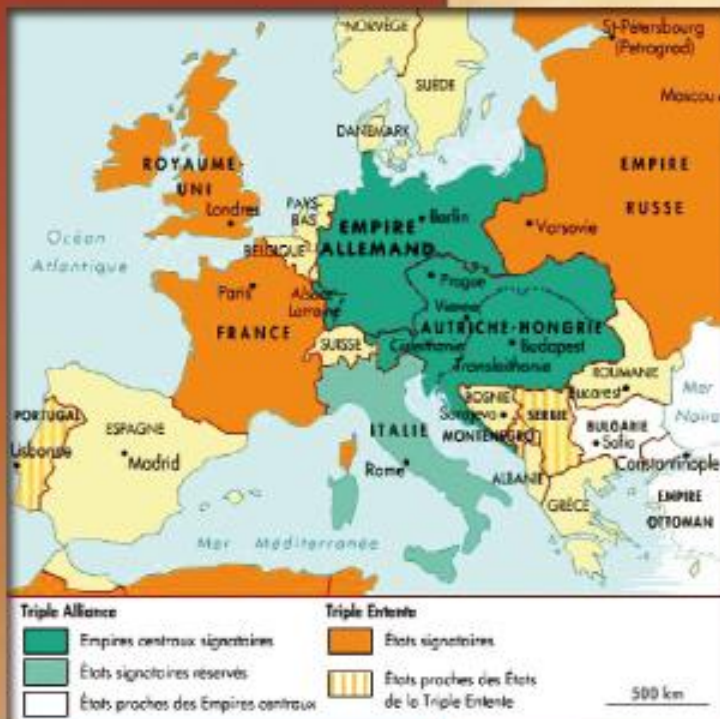 NORVÈGE
St-Pétersbourg
(Petrograd)
SUÈDE
Moscou
DANEMARK
ROYAUME-
UNI
EMPIRE
RUSSE
Londres
PAYS
BAS
EMPIRE
ALLEMAND
Berlin
Varsovie
Océan
Atlantique
BELGIQUE
Prague
Paris
Alsace
Lorraine
Vienne
FRANCE
AUTRICHE-HONGRIE
SUISSE
Cisleithanie
Budapest
Transleithanie
ROUMANIE
Bucarest
Mer
Noire
BOSNIE
Sarajevo
SERBIE
PORTUGAL
ESPAGNE
ITALIE
MONTENEGRO
BULGARIE
Sofia
Lisbonne
Madrid
Rome
Constantinople
ALBANIE
GRÈCE
EMPIRE
OTTOMAN
Mer Méditerranée
Triple Alliance
Empires centraux signataires
États signataires réservés
États proches des Empires centraux
Triple Entente
États signataires
États proches des États
de la Triple Entente
500 km